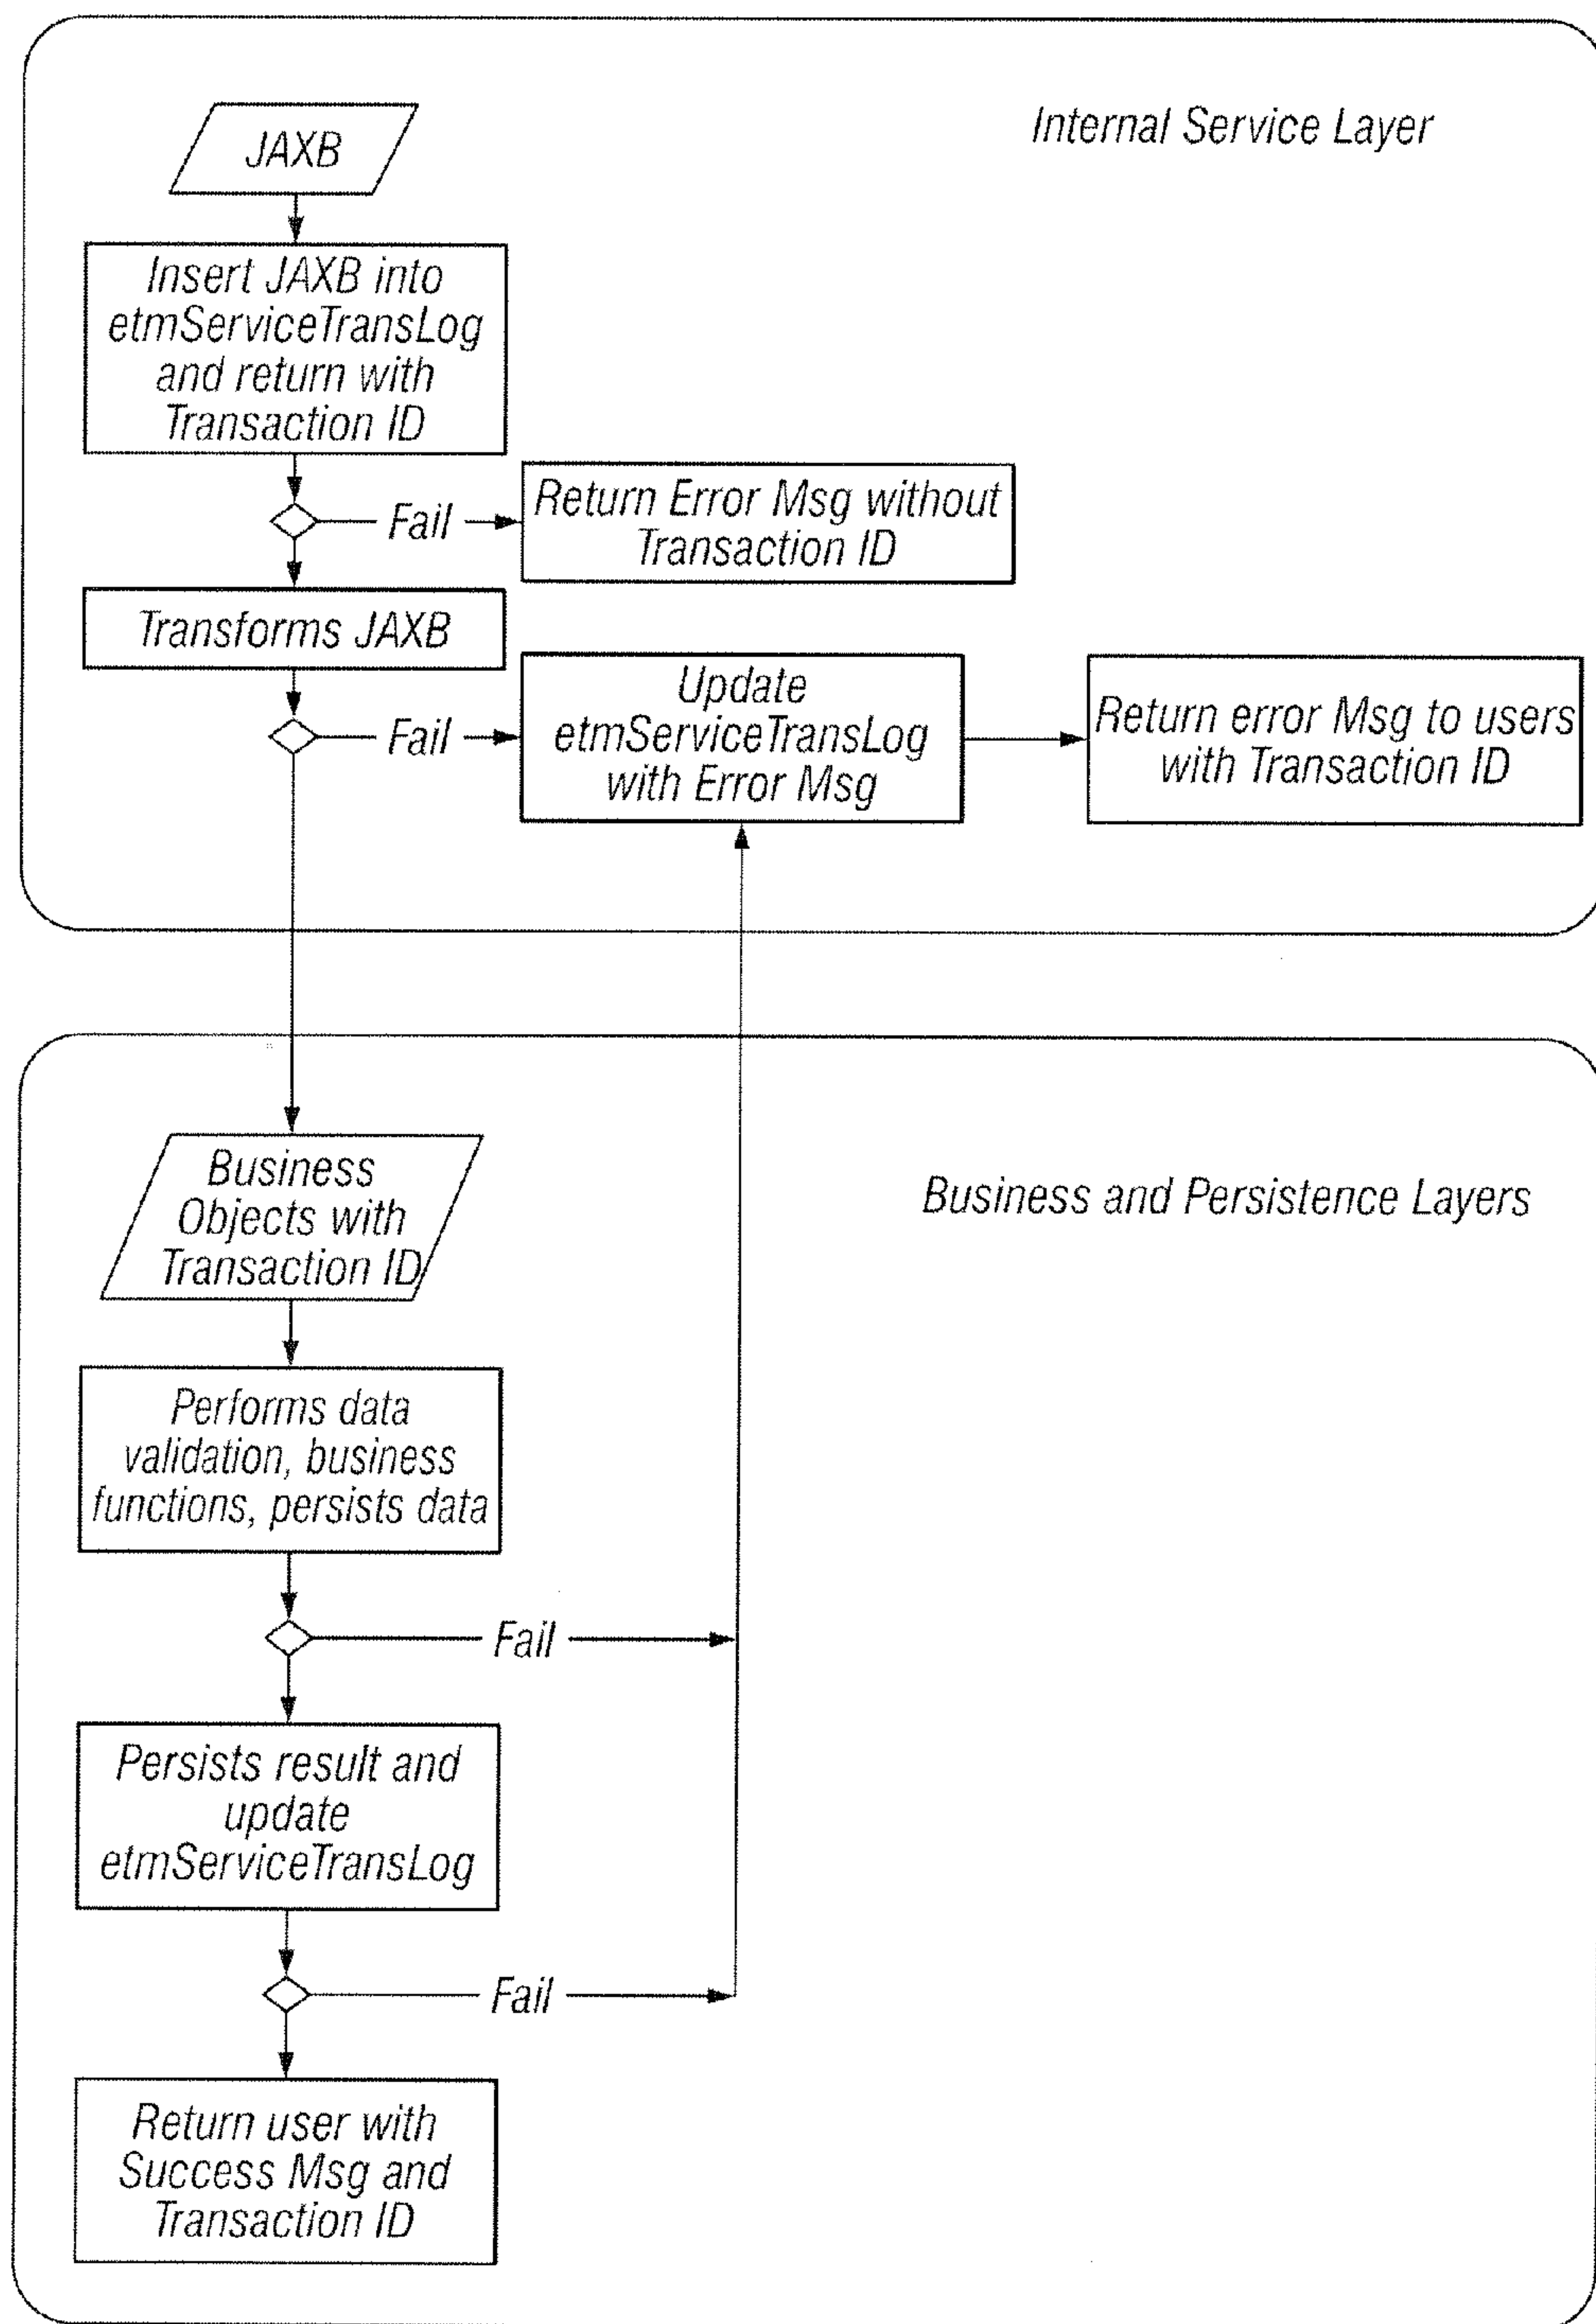 Internal Service Layer
JAXB
Insert JAXB into
etmServiceTransLog
and return with
Transaction ID
Fail
Return Error Msg without
Transaction ID
Transforms JAXB
Fail
Update
etmServiceTransLog
with Error Msg
Return error Msg to users
with Transaction ID
Business and Persistence Layers
Business
Objects with
Transaction ID
Performs data
validation, business
functions, persists data
Fail
Persists result and
update
etmServiceTransLog
Fail
Return user with
Success Msg and
Transaction ID